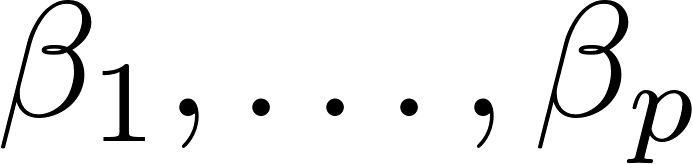 β₁, . . . , βₚ